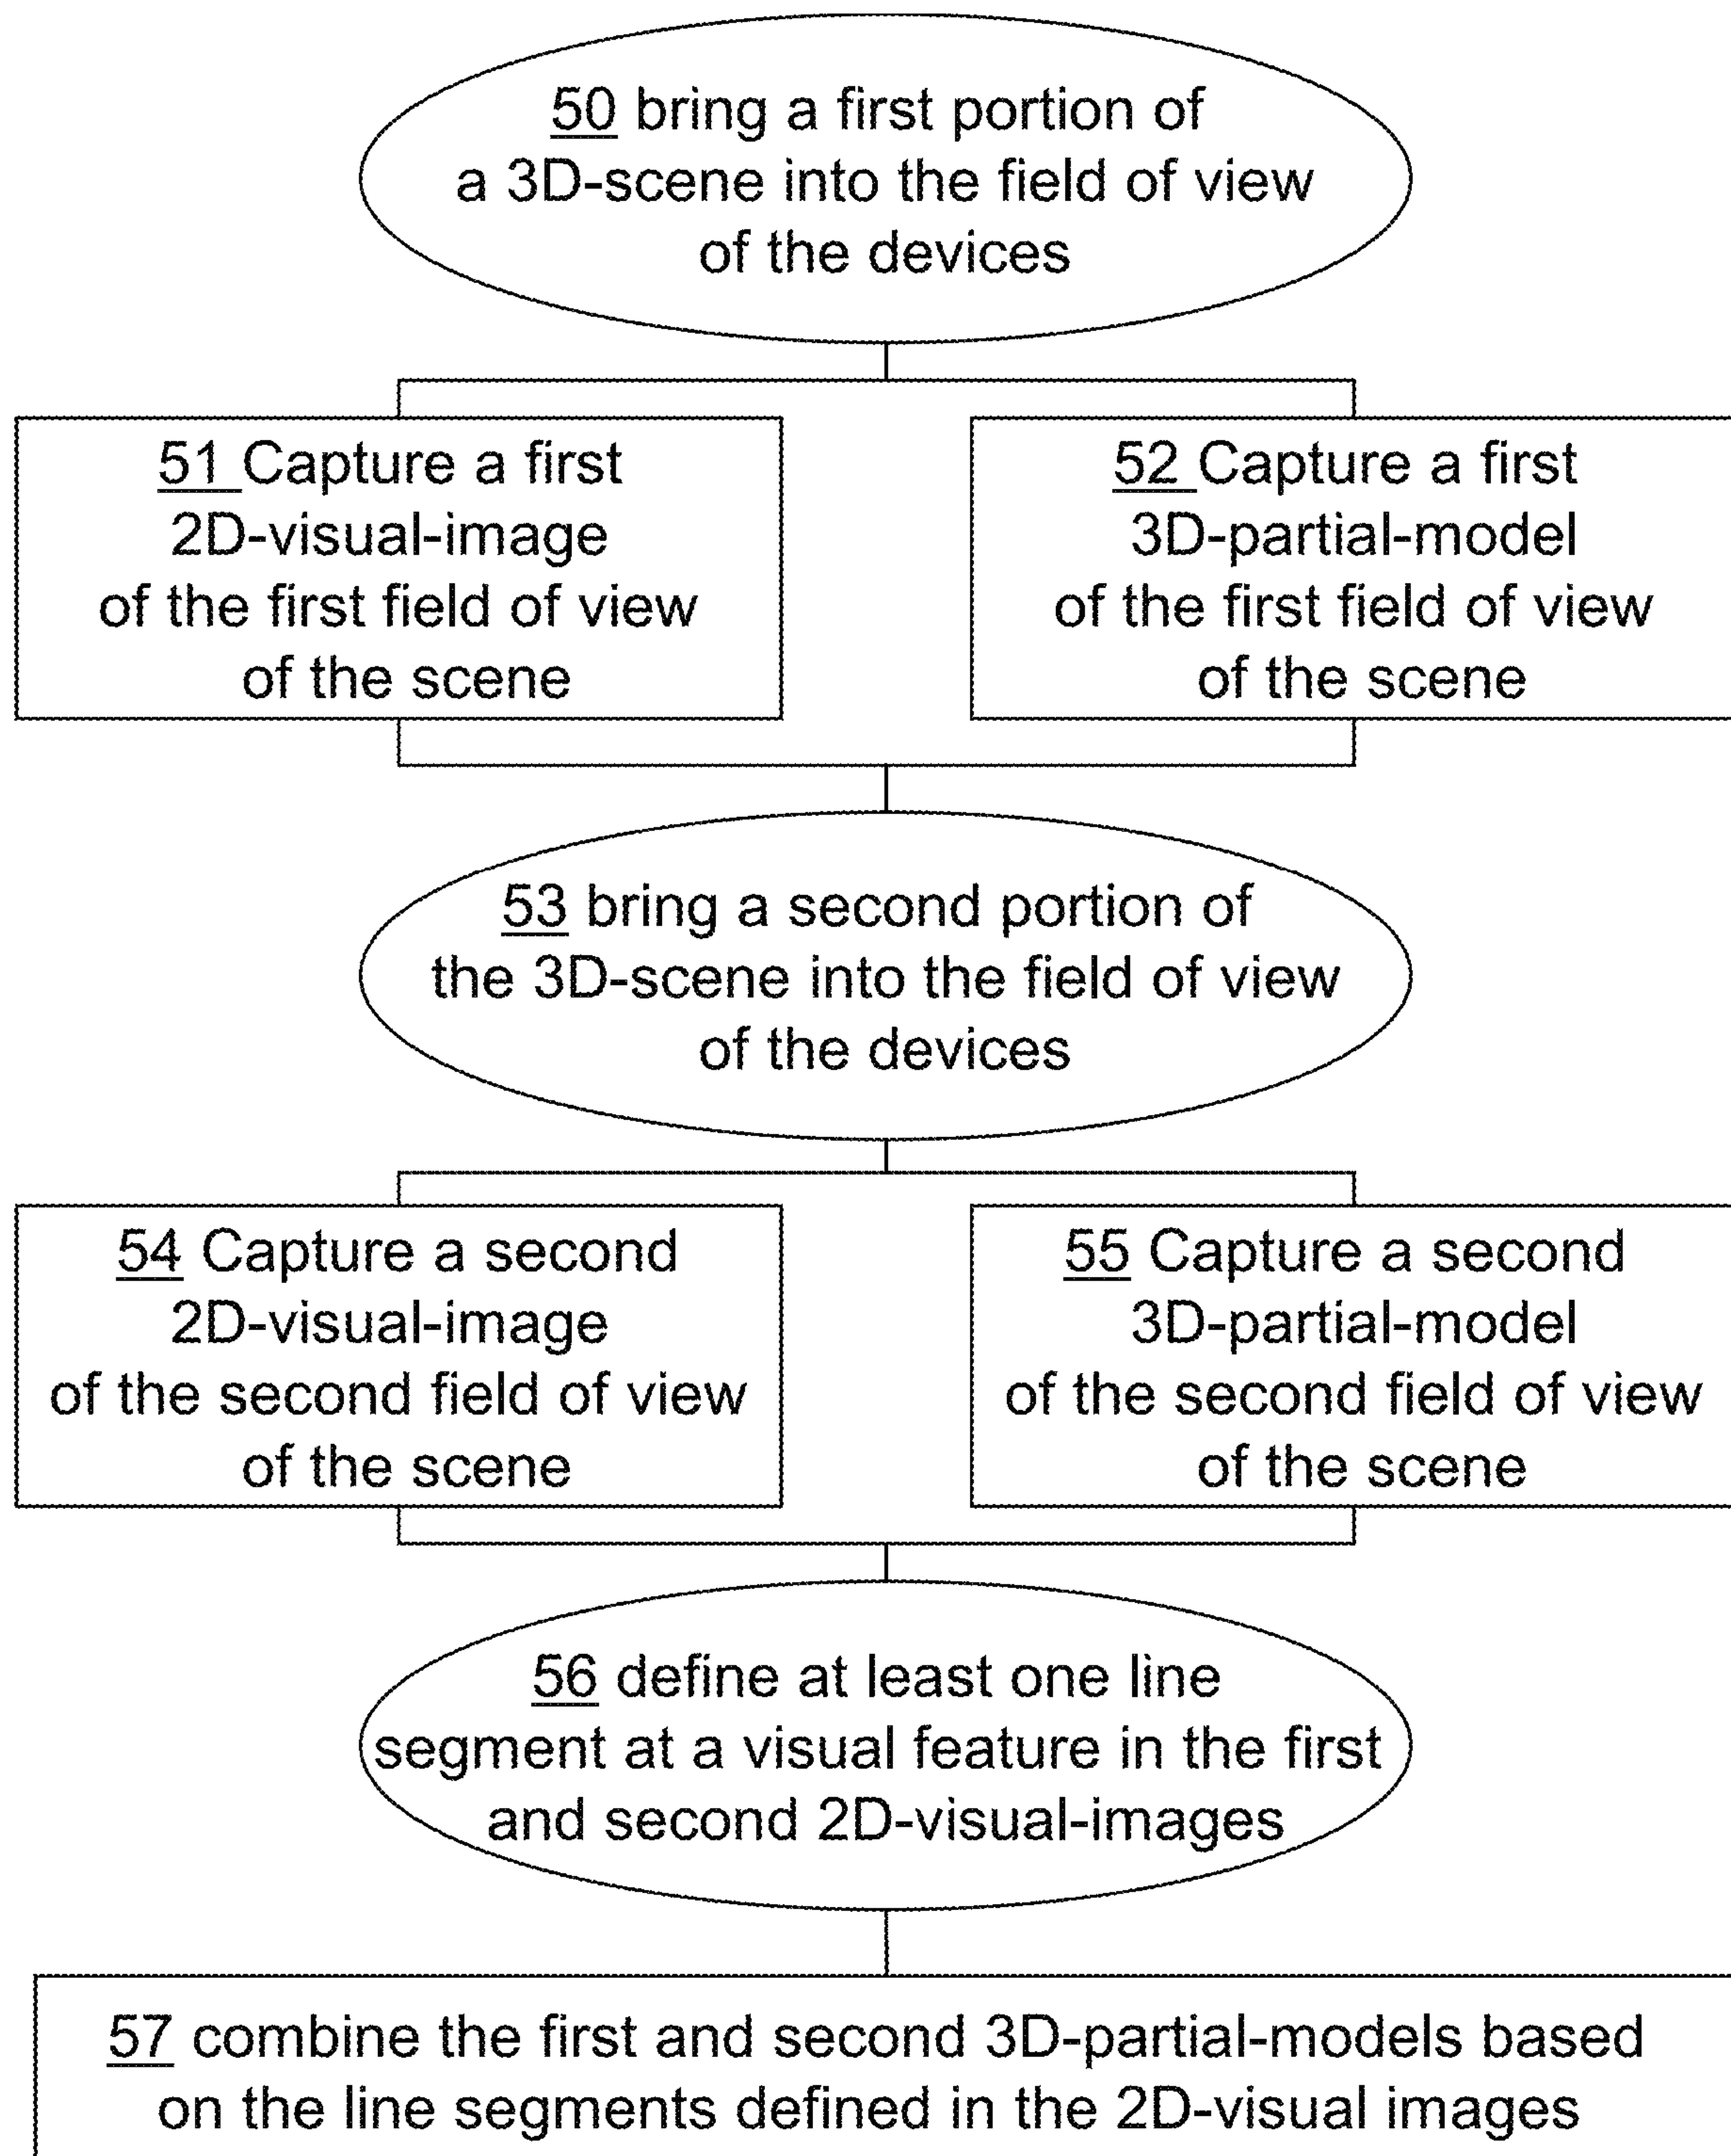 50 bring a first portion of
a 3D-scene into the field of view
of the devices
51 Capture a first
2D-visual-image
of the first field of view
of the scene
52 Capture a first
3D-partial-model
of the first field of view
of the scene
53 bring a second portion of
the 3D-scene into the field of view
of the devices
54 Capture a second
2D-visual-image
of the second field of view
of the scene
55 Capture a second
3D-partial-model
of the second field of view
of the scene
56 define at least one line
segment at a visual feature in the first
and second 2D-visual-images
57 combine the first and second 3D-partial-models based
on the line segments defined in the 2D-visual images